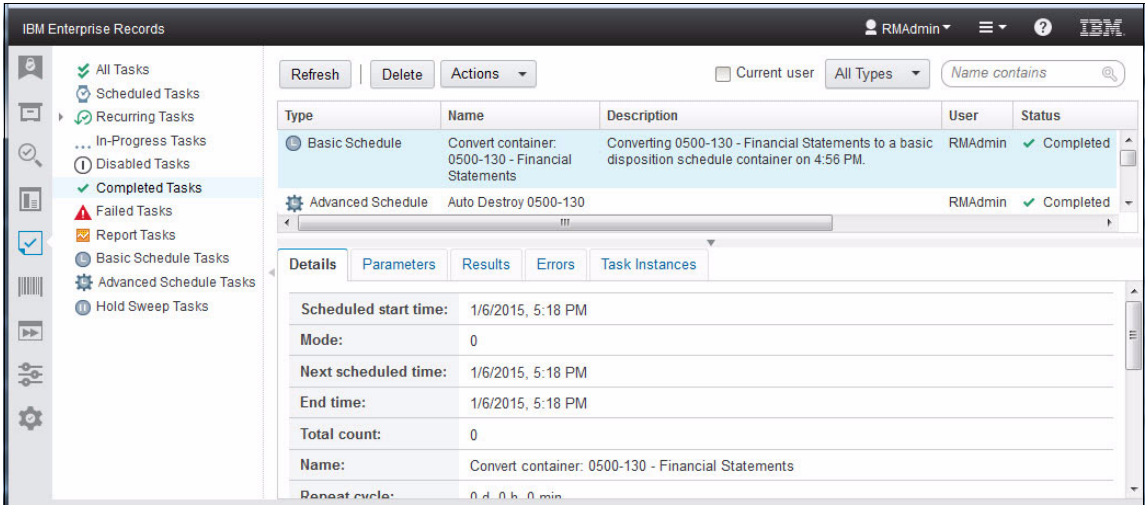 IBM Enterprise Records
RMAdmin
IBM
All Tasks
Scheduled Tasks
Recurring Tasks
In-Progress Tasks
Disabled Tasks
Completed Tasks
Failed Tasks
Report Tasks
Basic Schedule Tasks
Advanced Schedule Tasks
Hold Sweep Tasks
Refresh Delete Actions Current user All Types Name contains
Type Name Description User Status
Basic Schedule Convert container: Converting 0500-130 - Financial Statements to a basic RMAdmin Completed
0500-130 - Financial disposition schedule container on 4:56 PM.
Statements
Advanced Schedule Auto Destroy 0500-130 RMAdmin Completed
Details Parameters Results Errors Task Instances
Scheduled start time: 1/6/2015, 5:18 PM
Mode: 0
Next scheduled time: 1/6/2015, 5:18 PM
End time: 1/6/2015, 5:18 PM
Total count: 0
Name: Convert container: 0500-130 - Financial Statements
Repeat cycle: 0 d, 0 h, 0 min